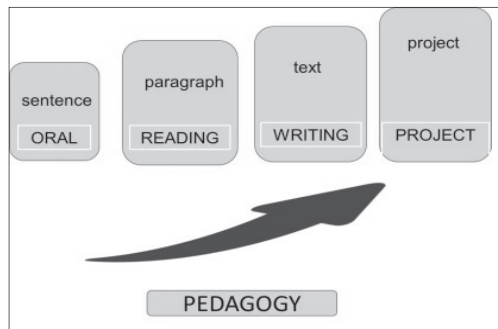 sentence
ORAL
paragraph
READING
text
WRITING
project
PROJECT
PEDAGOGY